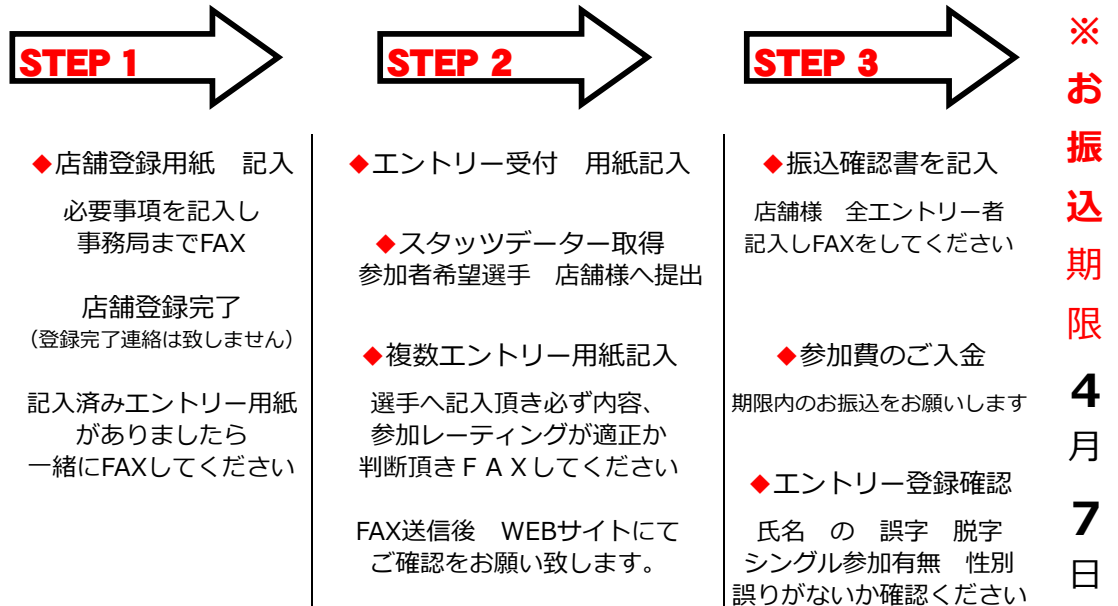 STEP 1
◆店舗登録用紙　記入
必要事項を記入し
事務局までFAX
店舗登録完了
（登録完了連絡は致しません）
記入済みエントリー用紙
がありましたら
一緒にFAXしてください
STEP 2
◆エントリー受付　用紙記入
◆スタッツデーター取得
参加者希望選手　店舗様へ提出
◆複数エントリー用紙記入
選手へ記入頂き必ず内容、
参加レーティングが適正か
判断頂きＦＡＸしてください
FAX送信後　WEBサイトにて
ご確認をお願い致します。
STEP 3
◆振込確認書を記入
店舗様　全エントリー者
記入しFAXをしてください
◆参加費のご入金
期限内のお振込をお願いします
◆エントリー登録確認
氏名　の　誤字　脱字
シングル参加有無　性別
誤りがないか確認ください
※お振込期限4月7日